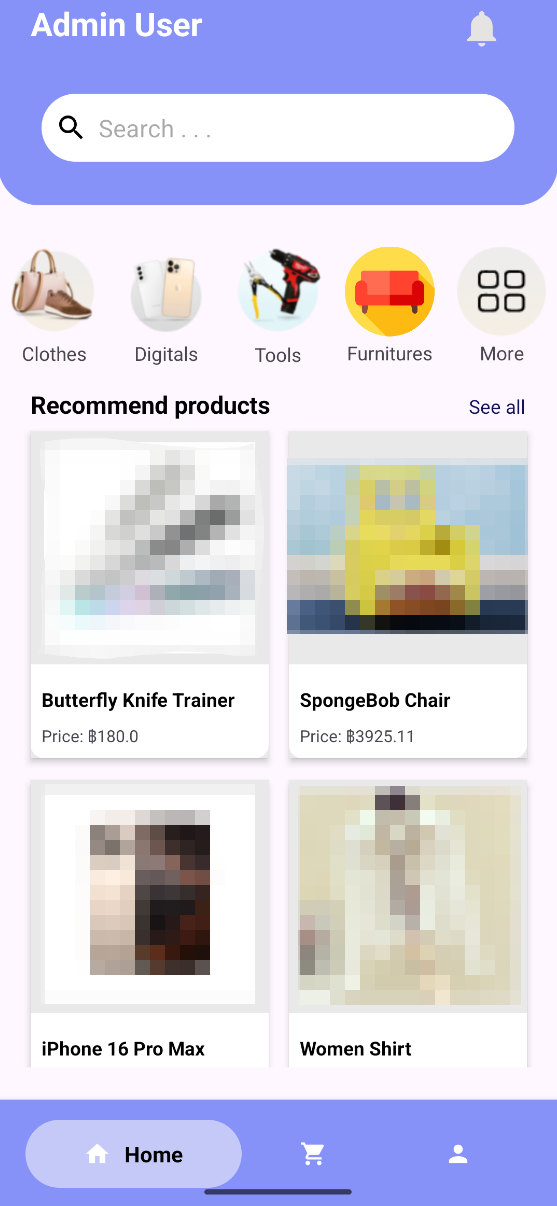 Admin User
Search . . .
Clothes
Digitals
Tools
Furnitures
More
Recommend products
See all
Butterfly Knife Trainer
SpongeBob Chair
Price: ฿180.0
Price: ฿3925.11
iPhone 16 Pro Max
Women Shirt
Home